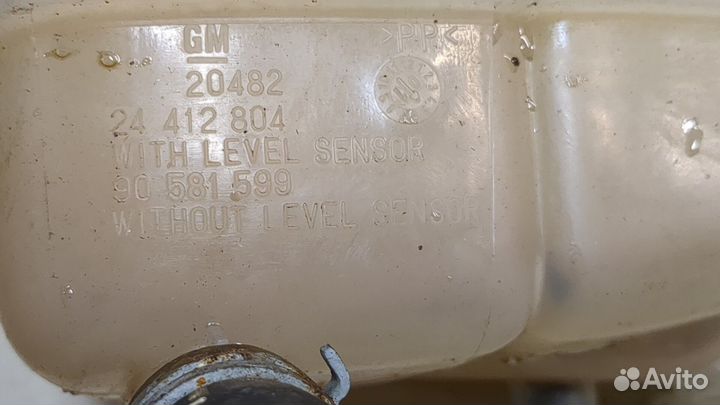 GM
>PP<
20482
24 412 804
WITH LEVEL SENSOR
90 581 599
WITHOUT LEVEL SENSOR
Avito